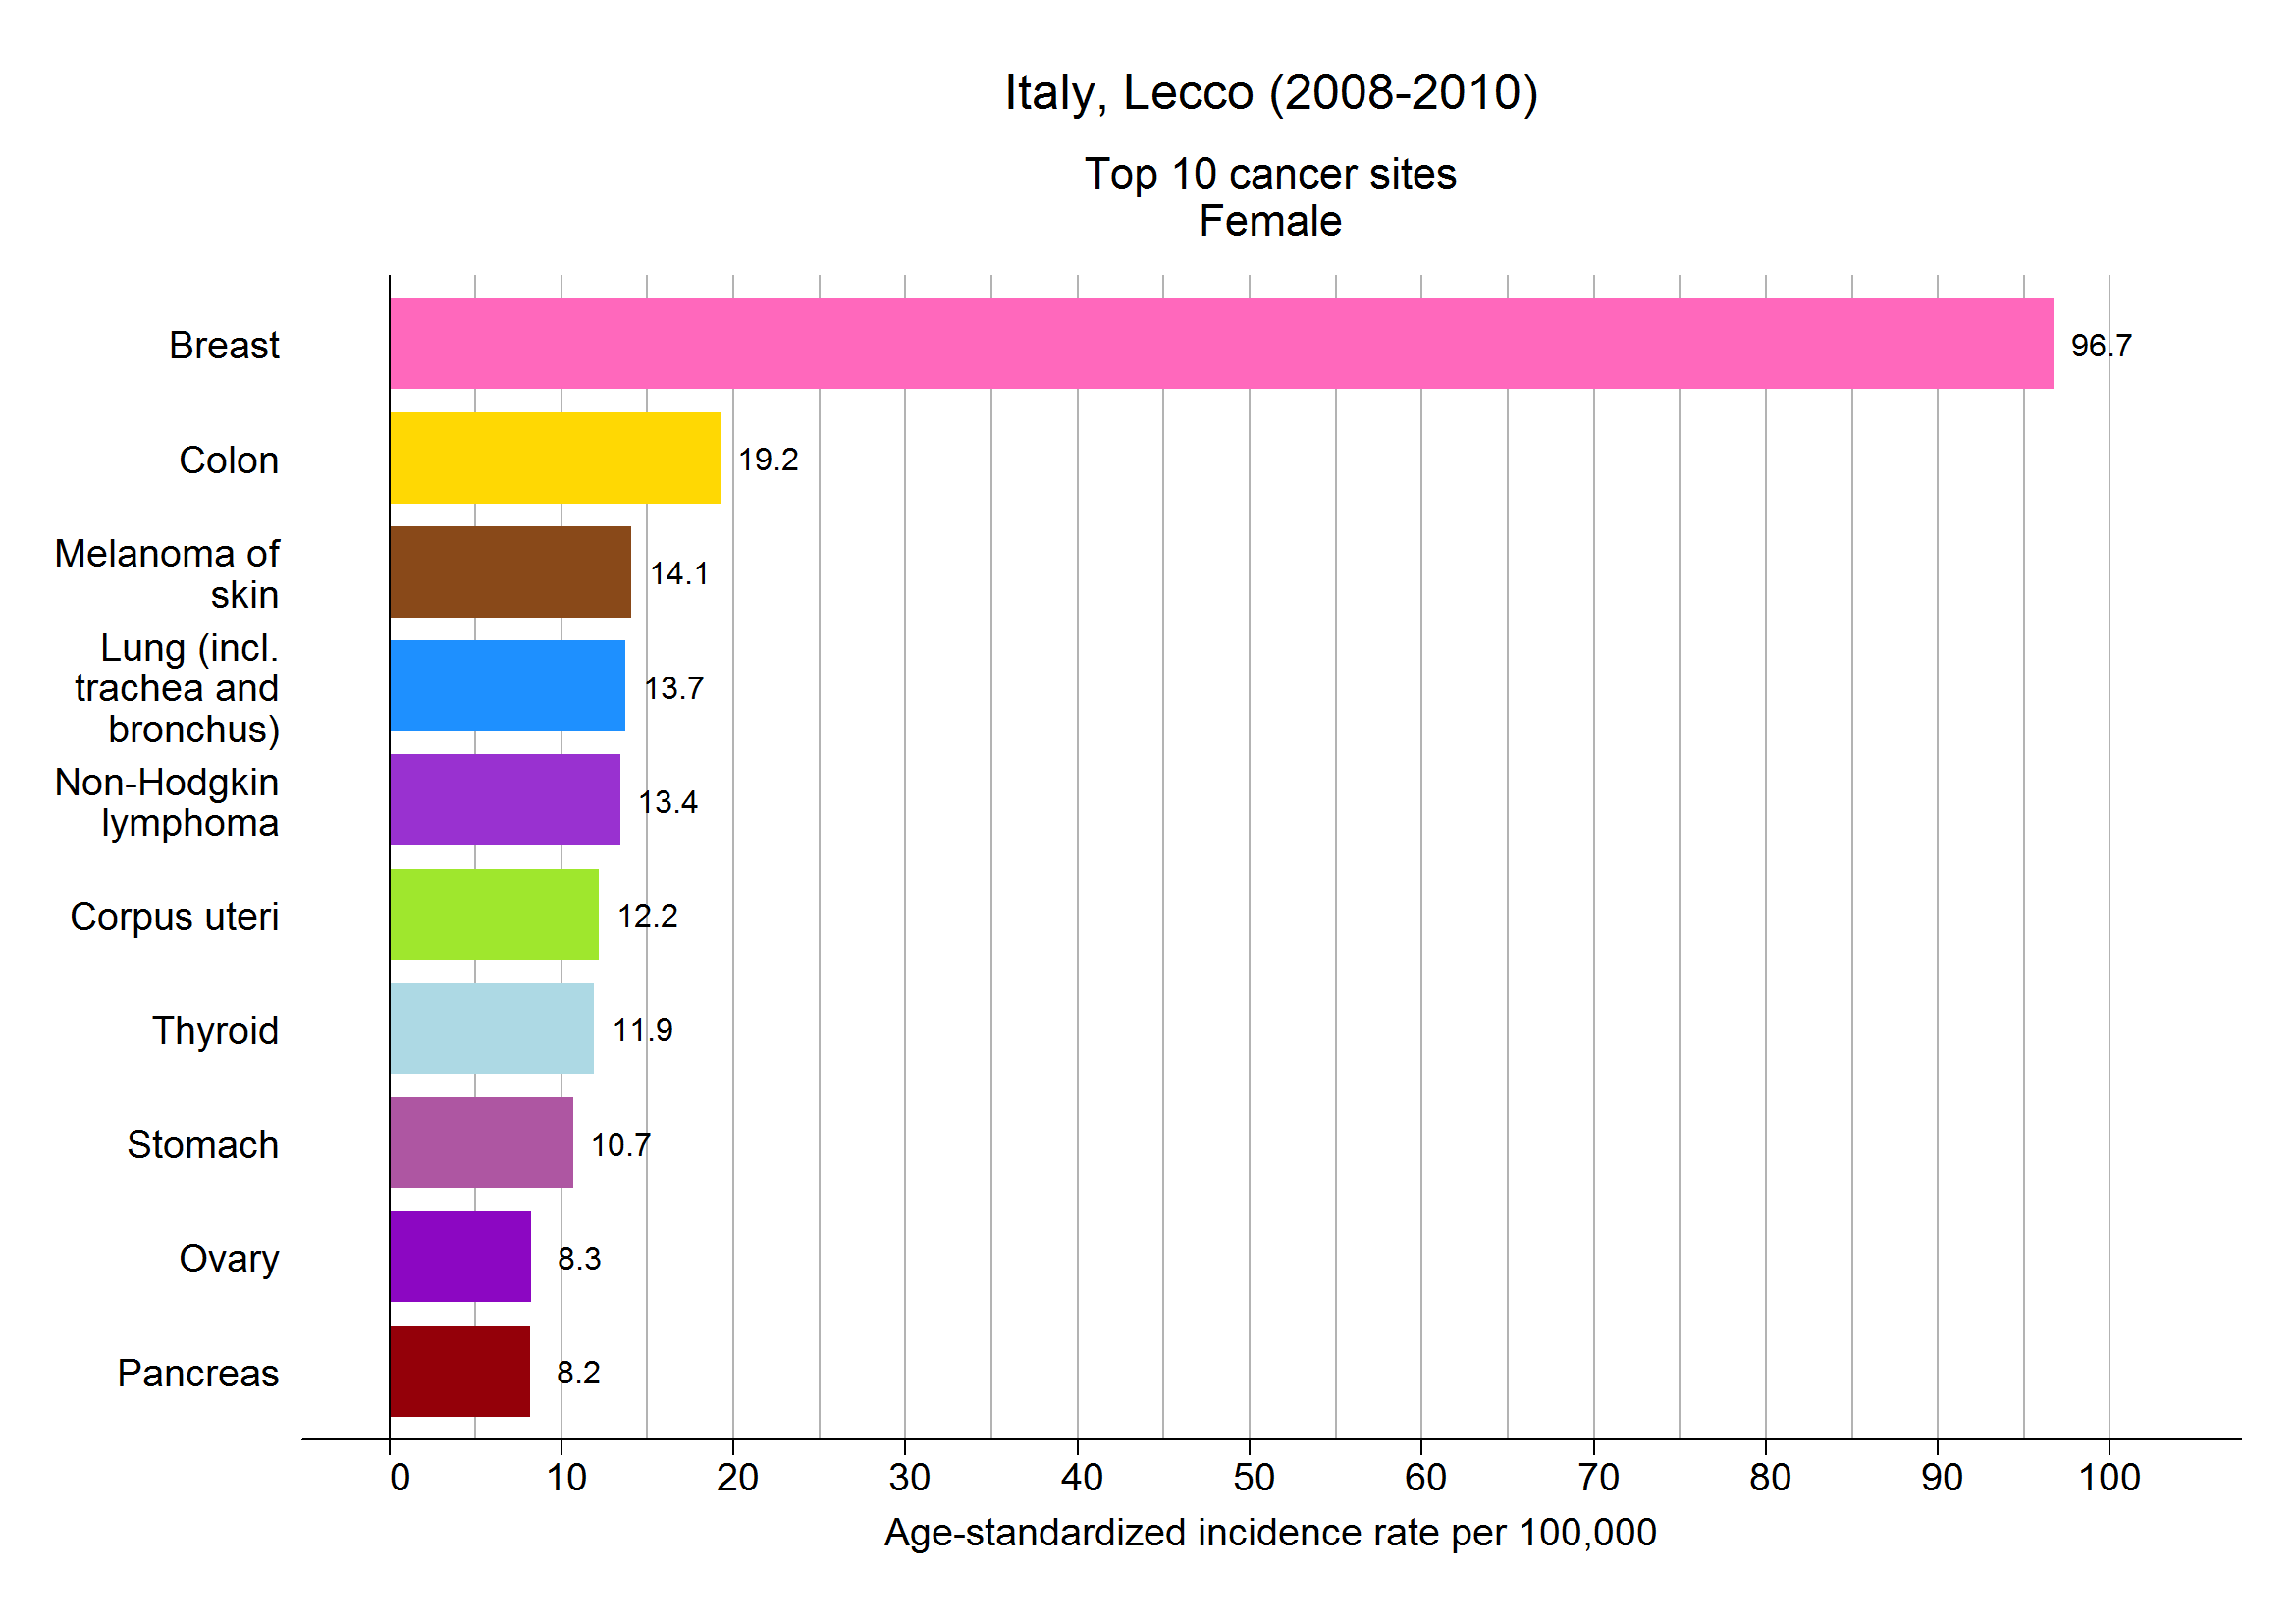 Italy, Lecco (2008-2010)
Top 10 cancer sites
Female
Breast
96.7
Colon
19.2
Melanoma of
skin
14.1
Lung (incl.
trachea and
bronchus)
13.7
Non-Hodgkin
lymphoma
13.4
Corpus uteri
12.2
Thyroid
11.9
Stomach
10.7
Ovary
8.3
Pancreas
8.2
0 10 20 30 40 50 60 70 80 90 100
Age-standardized incidence rate per 100,000